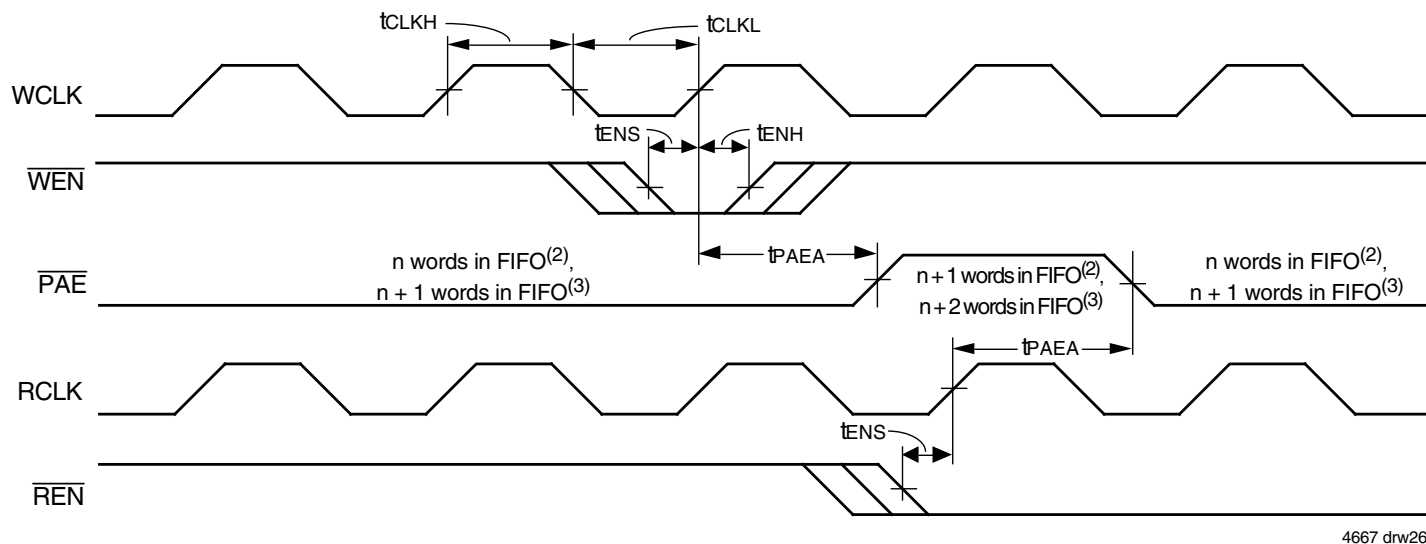 tCLKH
tCLKL
WCLK
tENS
tENH
WEN
tPAEA
n words in FIFO(2),
n + 1 words in FIFO(3)
PAE
n + 1 words in FIFO(2),
n + 2 words in FIFO(3)
n words in FIFO(2),
n + 1 words in FIFO(3)
tPAEA
RCLK
tENS
REN
4667 drw26